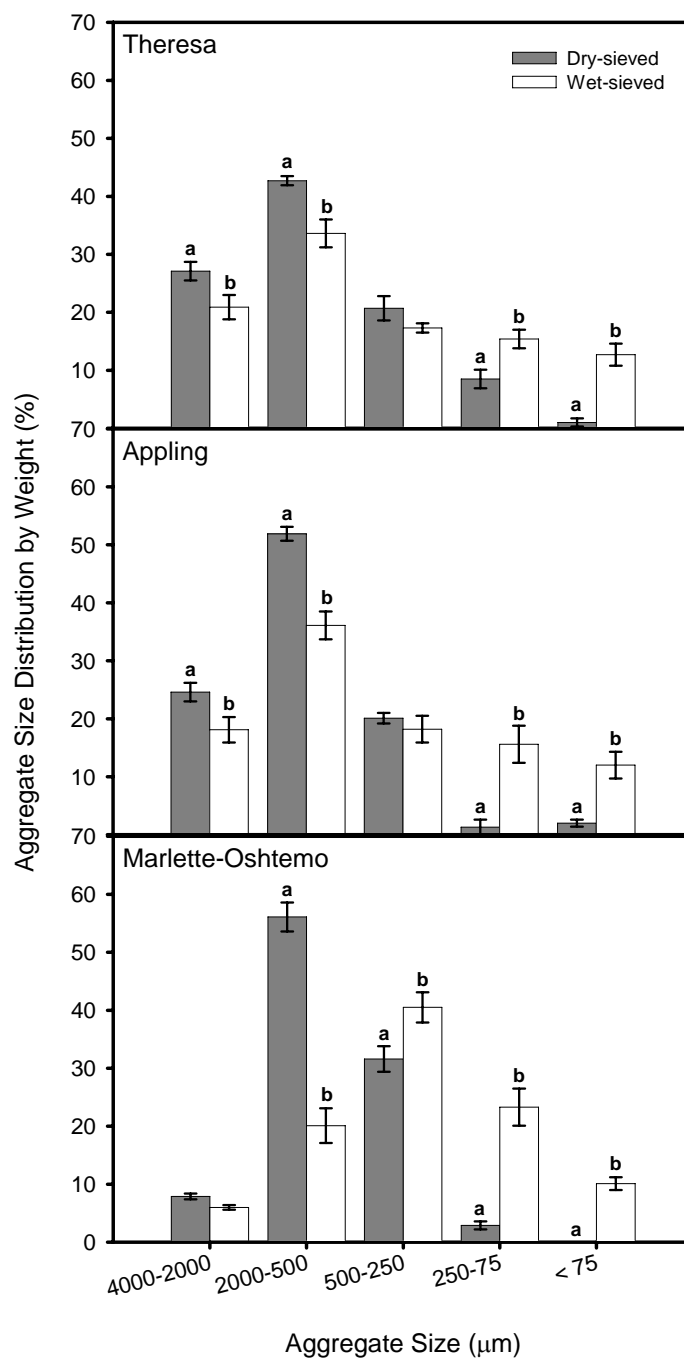 Aggregate Size Distribution by Weight (%)
70
Theresa
Dry-sieved
Wet-sieved
60
50
a
40
b
30
a
b
20
b
b
10
a
a
70
Appling
60
a
50
40
b
30
a
b
20
b
b
10
a
a
70
Marlette-Oshtemo
60
a
50
40
b
a
30
b
20
b
b
10
a
a
0
4000-2000
2000-500
500-250
250-75
< 75
Aggregate Size (μm)